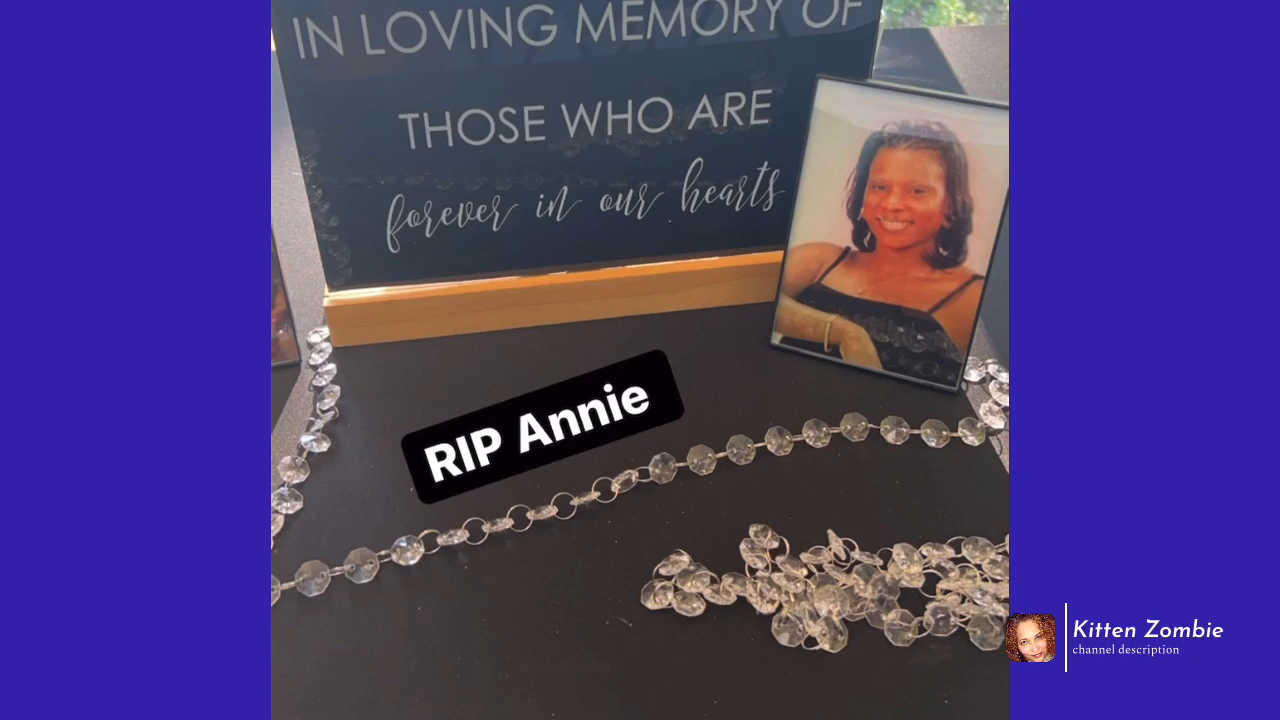 IN LOVING MEMORY OF
THOSE WHO ARE
forever in our hearts
RIP Annie
Kitten Zombie
channel description